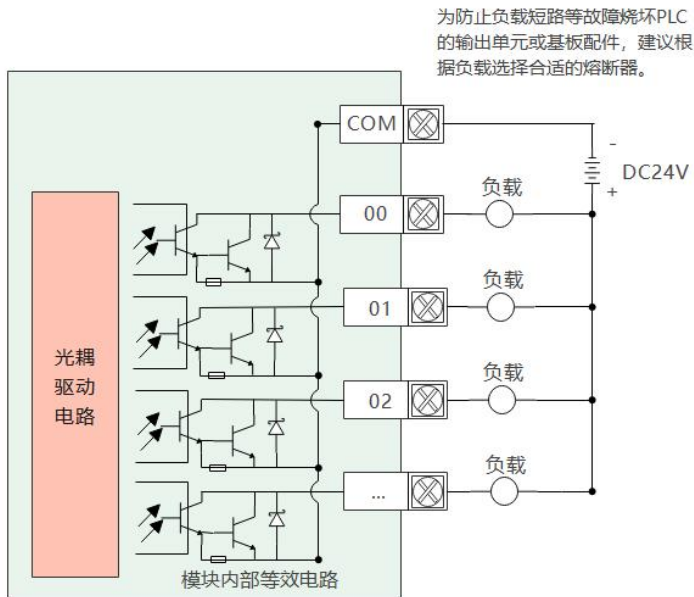 为防止负载短路等故障烧坏PLC
的输出单元或基板配件，建议根
据负载选择合适的熔断器。
COM
-
DC24V
+
负载
00
负载
01
光耦
驱动
电路
负载
02
负载
...
模块内部等效电路